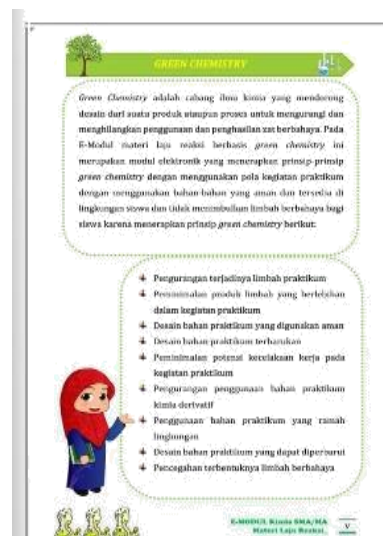 GREEN CHEMISTRY
Green Chemistry adalah cabang ilmu kimia yang mendorong
desain dari suatu produk ataupun proses untuk mengurangi dan
menghilangkan penggunaan dan penghasilan zat berbahaya. Pada
E-Modul materi laju reaksi berbasis green chemistry ini
merupakan modul elektronik yang menerapkan prinsip-prinsip
green chemistry dengan menggunakan pola kegiatan praktikum
dengan menggunakan bahan-bahan yang aman dan tersedia di
lingkungan siswa dan tidak menimbulkan limbah berbahaya bagi
siswa karena menerapkan prinsip green chemistry berikut:
Pengurangan terjadinya limbah praktikum
Peminimalan produk limbah yang berlebihan
dalam kegiatan praktikum
Desain bahan praktikum yang digunakan aman
Desain bahan praktikum terbarukan
Peminimalan potensi kecelakaan kerja pada
kegiatan praktikum
Pengurangan penggunaan bahan praktikum
kimia derivatif
Penggunaan bahan praktikum yang ramah
lingkungan
Desain bahan praktikum yang dapat diperbarui
Pencegahan terbentuknya limbah berbahaya
E-MODUL Kimia SMA/MA
Materi Laju Reaksi.
V